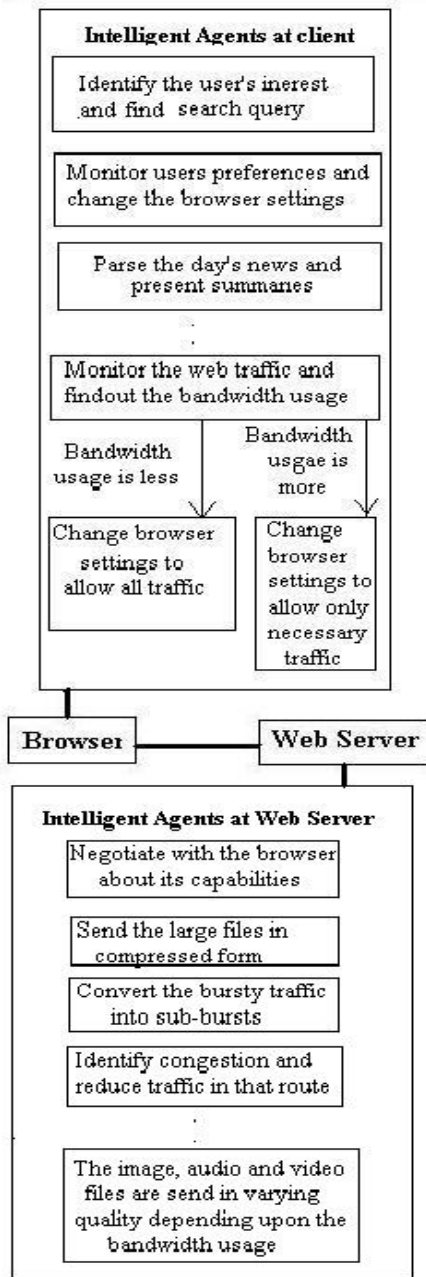 Intelligent Agents at client
Identify the user's inerest
and find search query
Monitor users preferences and
change the browser settings
Parse the day's news and
present summanes
Monitor the web traffic and
findout the bandwidth usage
Bandwidth
usage is less
Bandwidth
usgae is
more
Change browser
settings to
allow all traffic
Change
browser
settings to
allow only
necessary
traffic
Browser
Web Server
Intelligent Agents at Web Server
Negotiate with the browser
about its capabilities
Send the large files in
compressed form
Convert the bursty traffic
into sub-bursts
Identify congestion and
reduce traffic in that route
The image, audio and video
files are send in varying
quality depending upon the
bandwidth usage